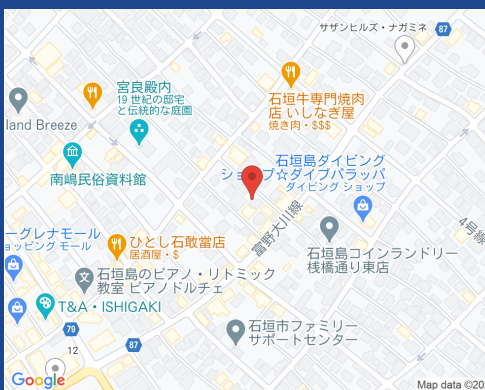 サザンヒルズ・ナガミネ
87
宮良殿内
19 世紀の邸宅
と伝統的な庭園
石垣牛専門焼肉
店 いしなぎ屋
焼き肉・$$$
land Breeze
南嶋民俗資料館
石垣島ダイビング
ショップ☆ダイブパラッパ
ダイビング ショップ
富野大川線
4号線
ーグレナモール
ョッピング モール
ひとし石敢當店
居酒屋・$
石垣島コインランドリー
桟橋通り東店
石垣島のピアノ・リトミック
教室 ピアノドルチェ
T&A・ISHIGAKI
79
87
12
石垣市ファミリー
サポートセンター
Google
Map data ©20